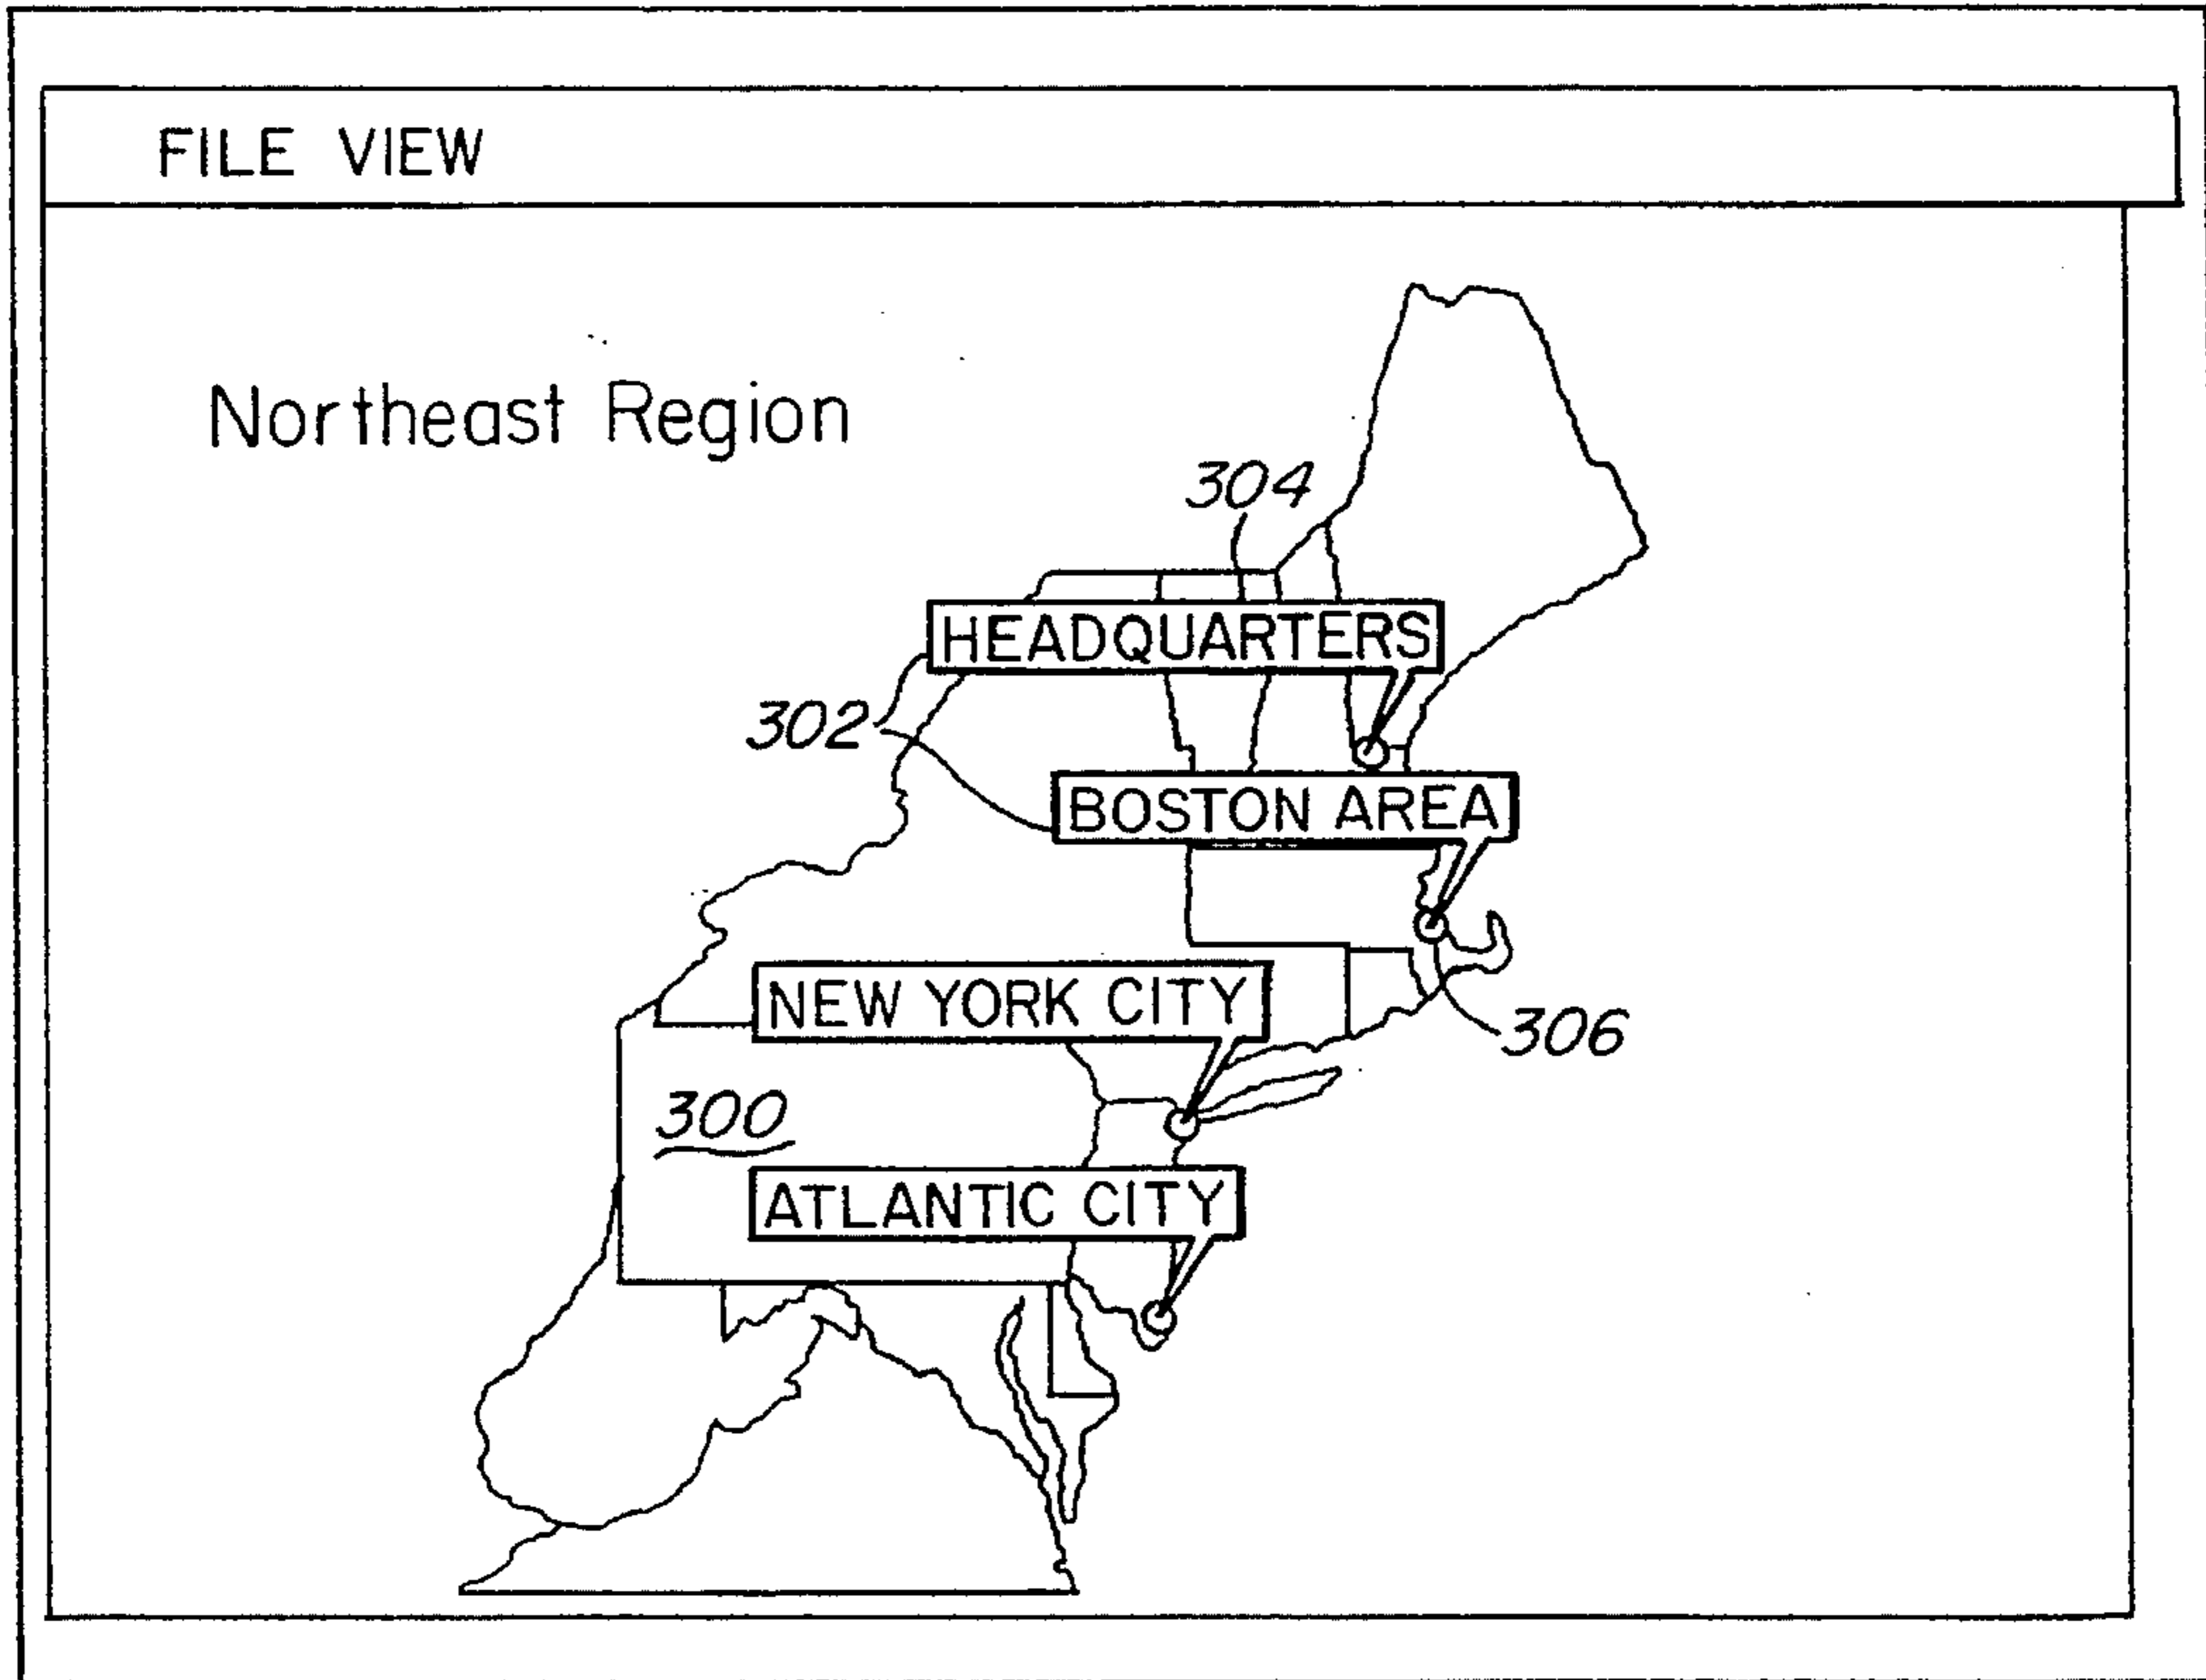 FILE VIEW
Northeast Region
304
HEADQUARTERS
302
BOSTON AREA
NEW YORK CITY
306
300
ATLANTIC CITY